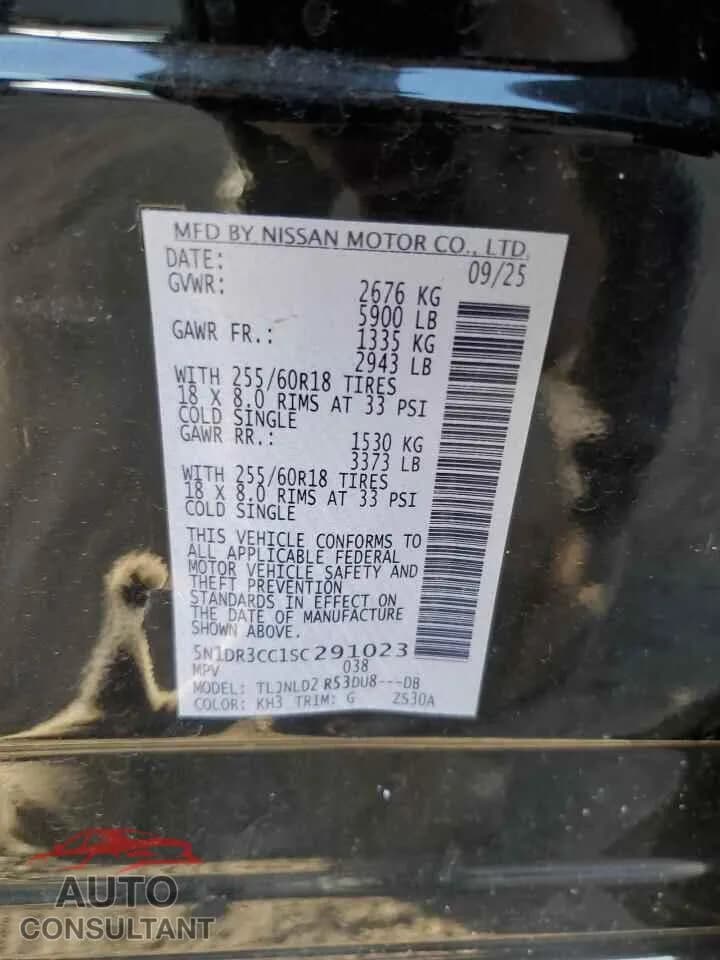 MFD BY NISSAN MOTOR CO., LTD.
DATE: 09/25
GVWR: 2676 KG
5900 LB
GAWR FR.: 1335 KG
2943 LB
WITH 255/60R18 TIRES
18 X 8.0 RIMS AT 33 PSI
COLD SINGLE
GAWR RR.: 1530 KG
3373 LB
WITH 255/60R18 TIRES
18 X 8.0 RIMS AT 33 PSI
COLD SINGLE
THIS VEHICLE CONFORMS TO
ALL APPLICABLE FEDERAL
MOTOR VEHICLE SAFETY AND
THEFT PREVENTION
STANDARDS IN EFFECT ON
THE DATE OF MANUFACTURE
SHOWN ABOVE.
5N1DR3CC1SC291023
MPV 038
MODEL: TLJNLD2 R53DU8---DB
COLOR: KH3 TRIM: G ZS30A
AUTO
CONSULTANT